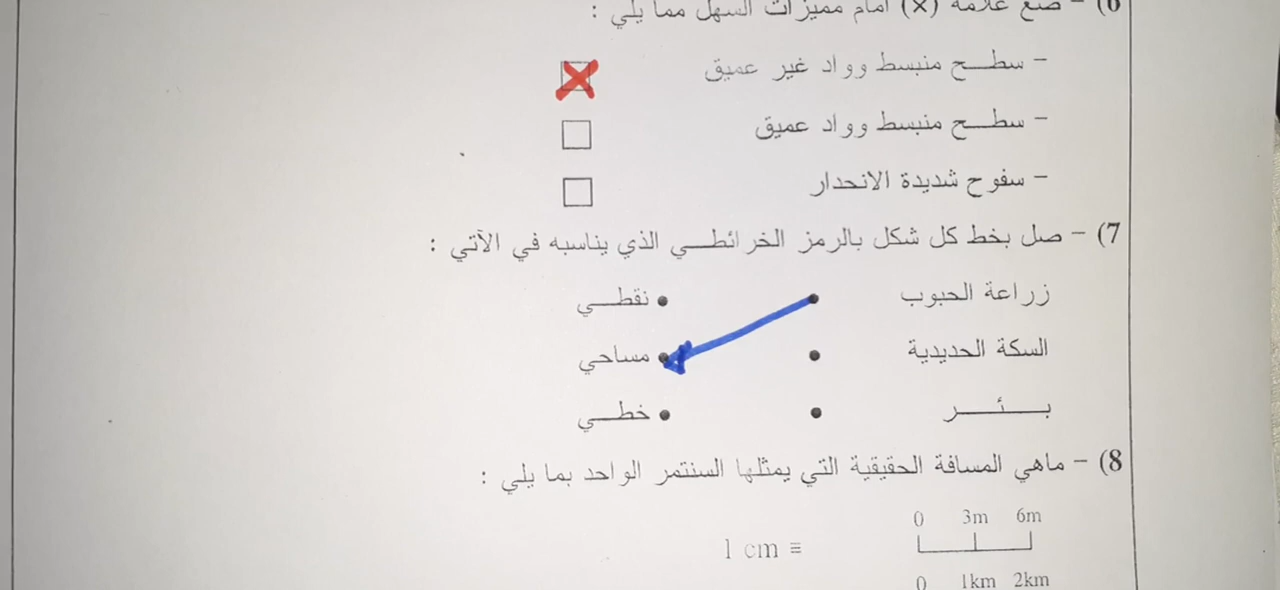 6) - ضع علامة (×) أمام مميزات السهل مما يلي :
- سطح منبسط وواد غير عميق
- سطح منبسط وواد عميق
- سفوح شديدة الانحدار
7) - صل بخط كل شكل بالرمز الخرائطي الذي يناسبه في الآتي :
زراعة الحبوب • • نقطي
السكة الحديدية • • مساحي
بئر • • خطي
8) - ماهي المسافة الحقيقية التي يمثلها السنتمر الواحد بما يلي :
0 3m 6m
1 cm ≡
0 1km 2km